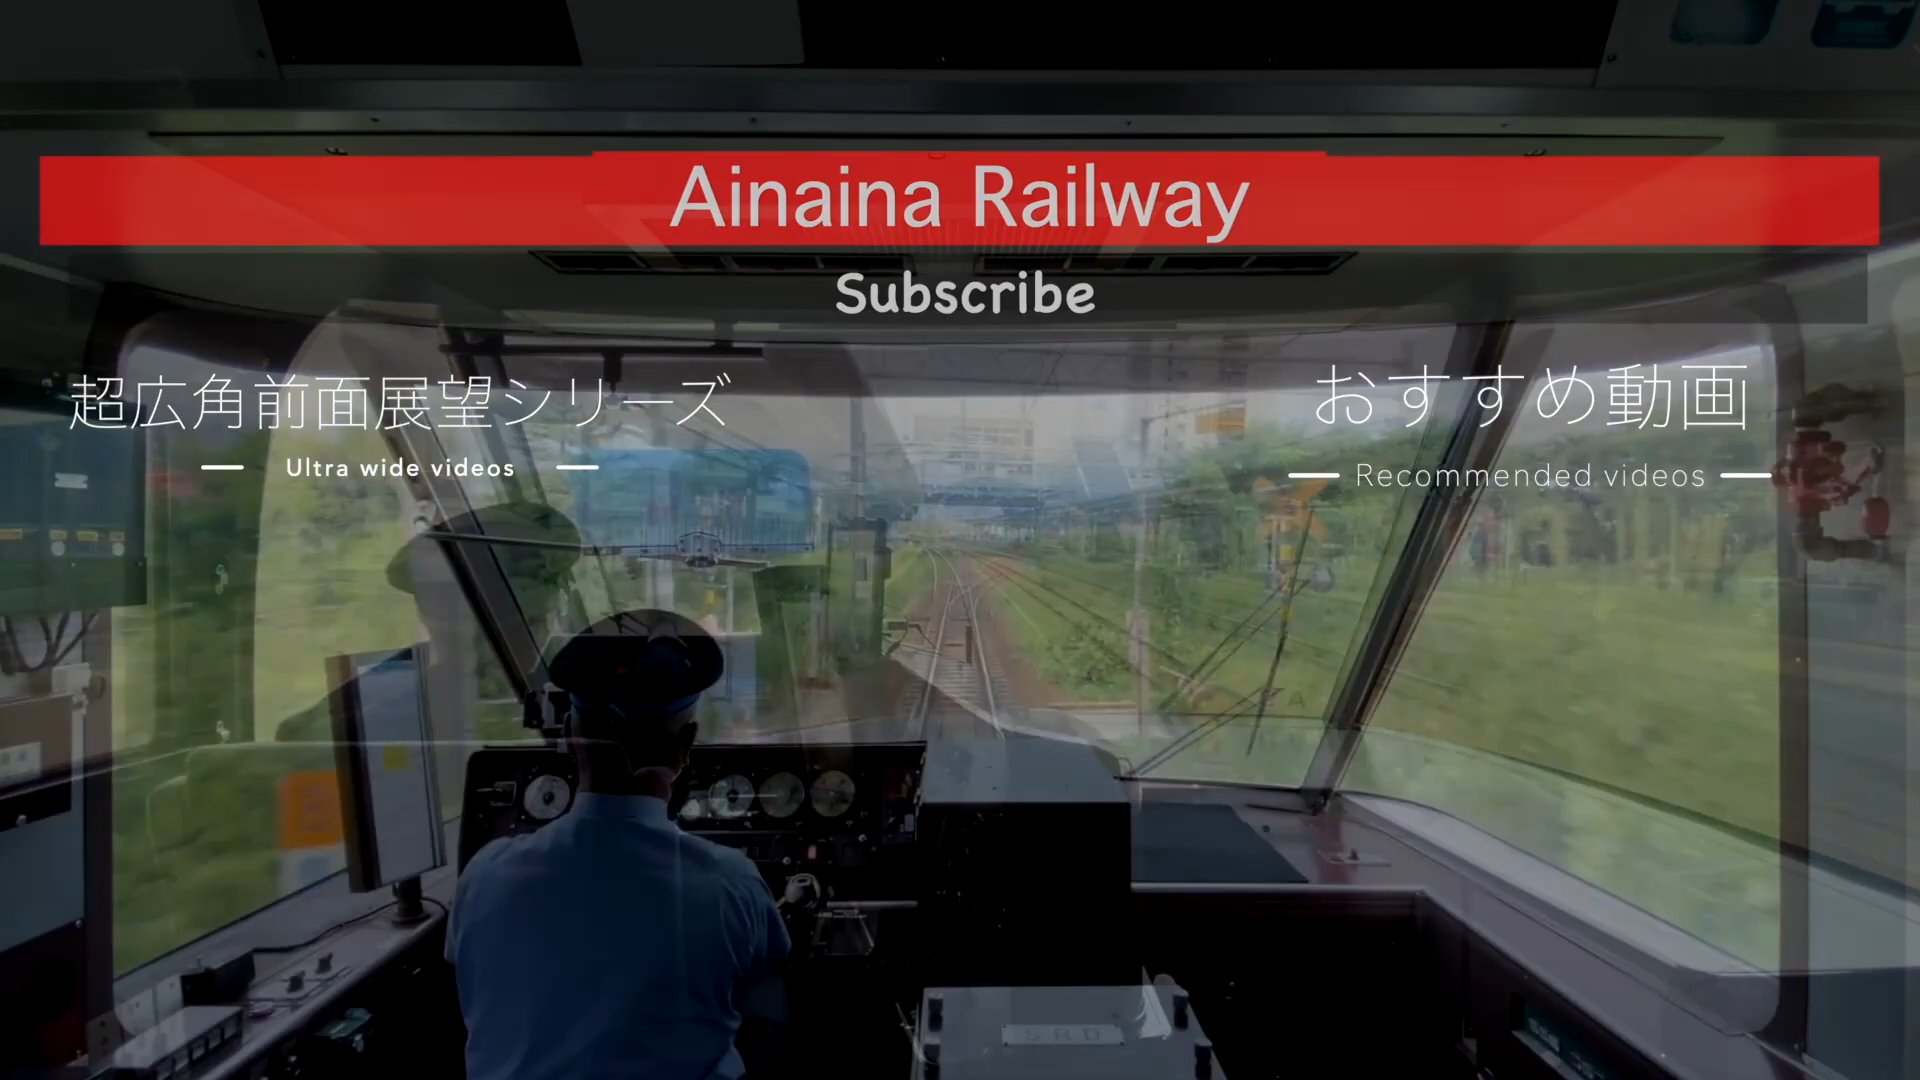 Ainaina Railway
Subscribe
超広角前面展望シリーズ
Ultra wide videos
おすすめ動画
Recommended videos
SRD